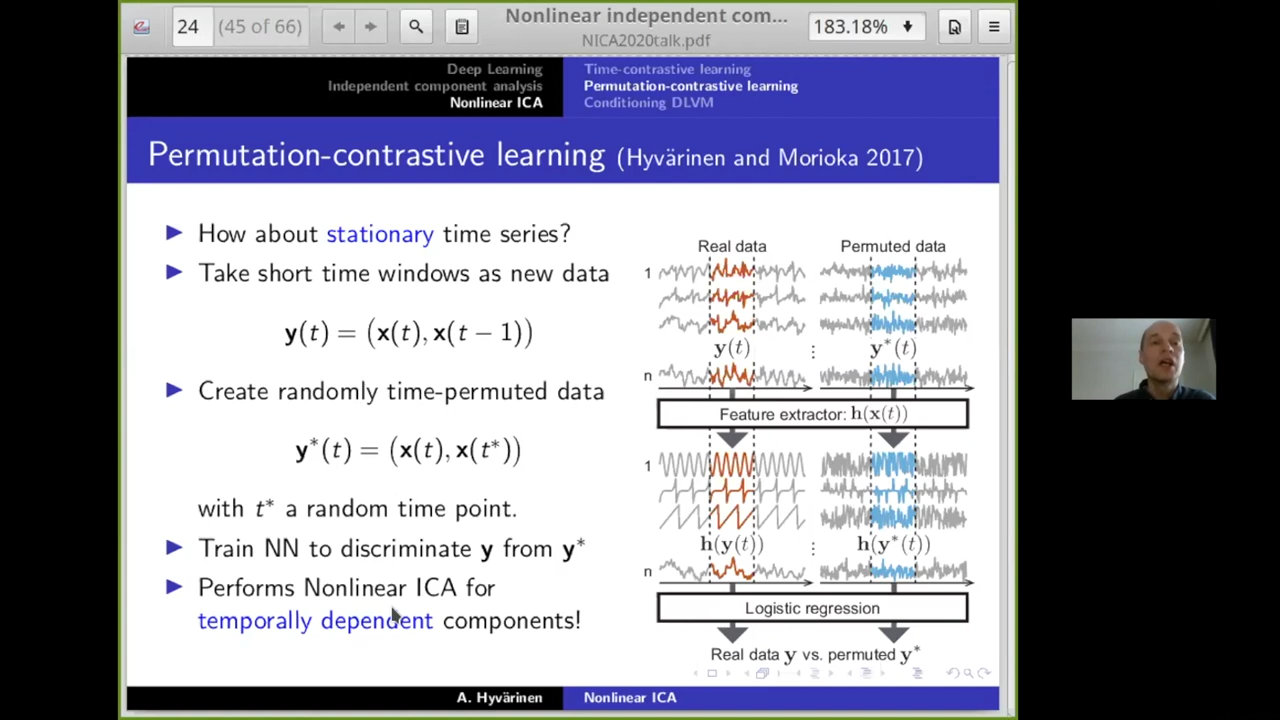 24 (45 of 66) Nonlinear independent com... 183.18%
NICA2020talk.pdf
Deep Learning
Independent component analysis
Nonlinear ICA
Time-contrastive learning
Permutation-contrastive learning
Conditioning DLVM
Permutation-contrastive learning (Hyvärinen and Morioka 2017)
How about stationary time series?
Take short time windows as new data
y(t) = (x(t), x(t − 1))
Create randomly time-permuted data
y*(t) = (x(t), x(t*))
with t* a random time point.
Train NN to discriminate y from y*
Performs Nonlinear ICA for
temporally dependent components!
Real data Permuted data
1
y(t) ⋮ y*(t)
n
Feature extractor: h(x(t))
1
h(y(t)) ⋮ h(y*(t))
n
Logistic regression
Real data y vs. permuted y*
A. Hyvärinen Nonlinear ICA